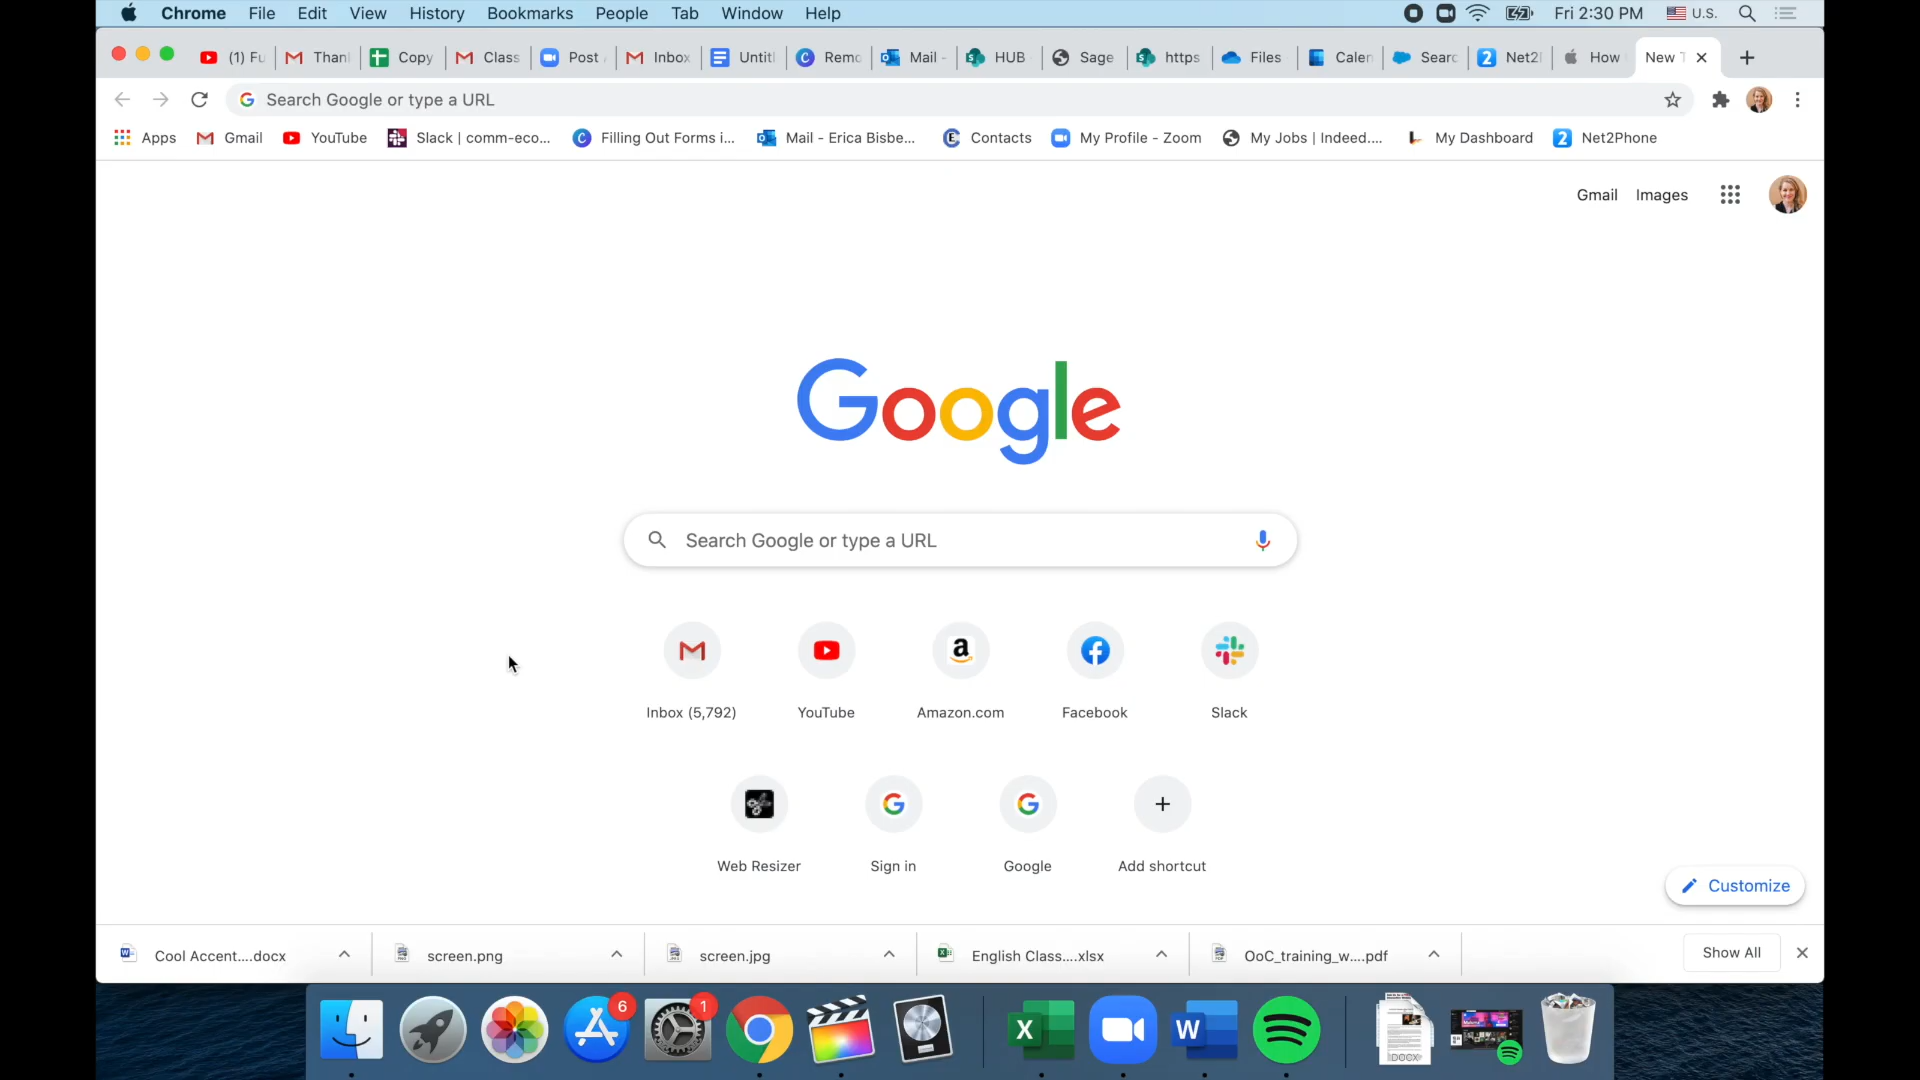 Chrome File Edit View History Bookmarks People Tab Window Help
Fri 2:30 PM U.S.
(1) Fu Than Copy Class Post Inbox Untitl Remo Mail - HUB Sage https Files Calen Searc Net2 How New T
Search Google or type a URL
Apps Gmail YouTube Slack | comm-eco... Filling Out Forms i... Mail - Erica Bisbe... Contacts My Profile - Zoom My Jobs | Indeed.... My Dashboard Net2Phone
Gmail Images
Google
Search Google or type a URL
Inbox (5,792) YouTube Amazon.com Facebook Slack
Web Resizer Sign in Google Add shortcut
Customize
Cool Accent....docx screen.png screen.jpg English Class....xlsx OoC_training_w....pdf Show All
6 1
DOCX